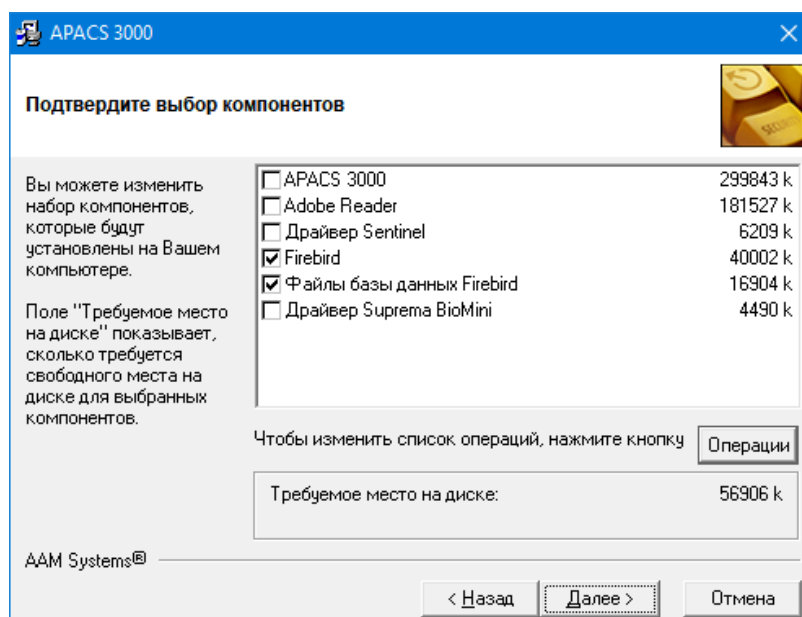 APACS 3000
Подтвердите выбор компонентов
SECURITY
Вы можете изменить
набор компонентов,
которые будут
установлены на Вашем
компьютере.
Поле "Требуемое место
на диске" показывает,
сколько требуется
свободного места на
диске для выбранных
компонентов.
APACS 3000 299843 k
Adobe Reader 181527 k
Драйвер Sentinel 6209 k
Firebird 40002 k
Файлы базы данных Firebird 16904 k
Драйвер Suprema BioMini 4490 k
Чтобы изменить список операций, нажмите кнопку Операции
Требуемое место на диске: 56906 k
AAM Systems®
< Назад Далее > Отмена